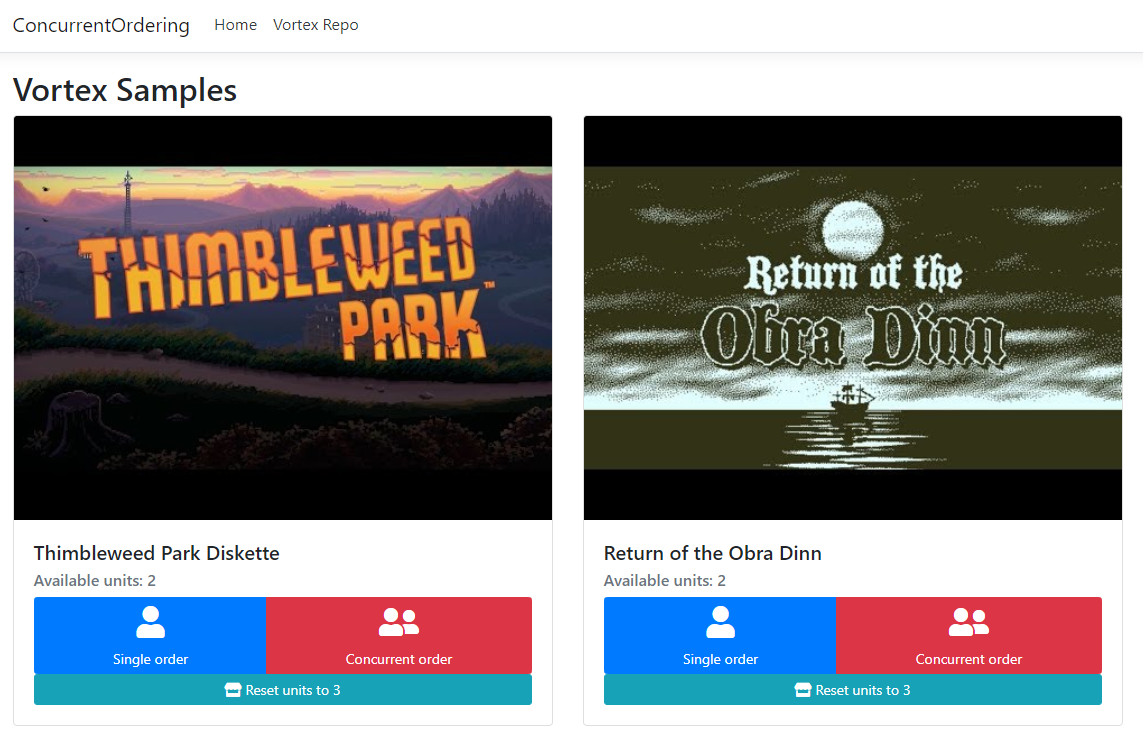 ConcurrentOrdering Home Vortex Repo
Vortex Samples
THIMBLEWEED
PARK™
Return of the
Obra Dinn
Thimbleweed Park Diskette
Available units: 2
Single order
Concurrent order
Reset units to 3
Return of the Obra Dinn
Available units: 2
Single order
Concurrent order
Reset units to 3